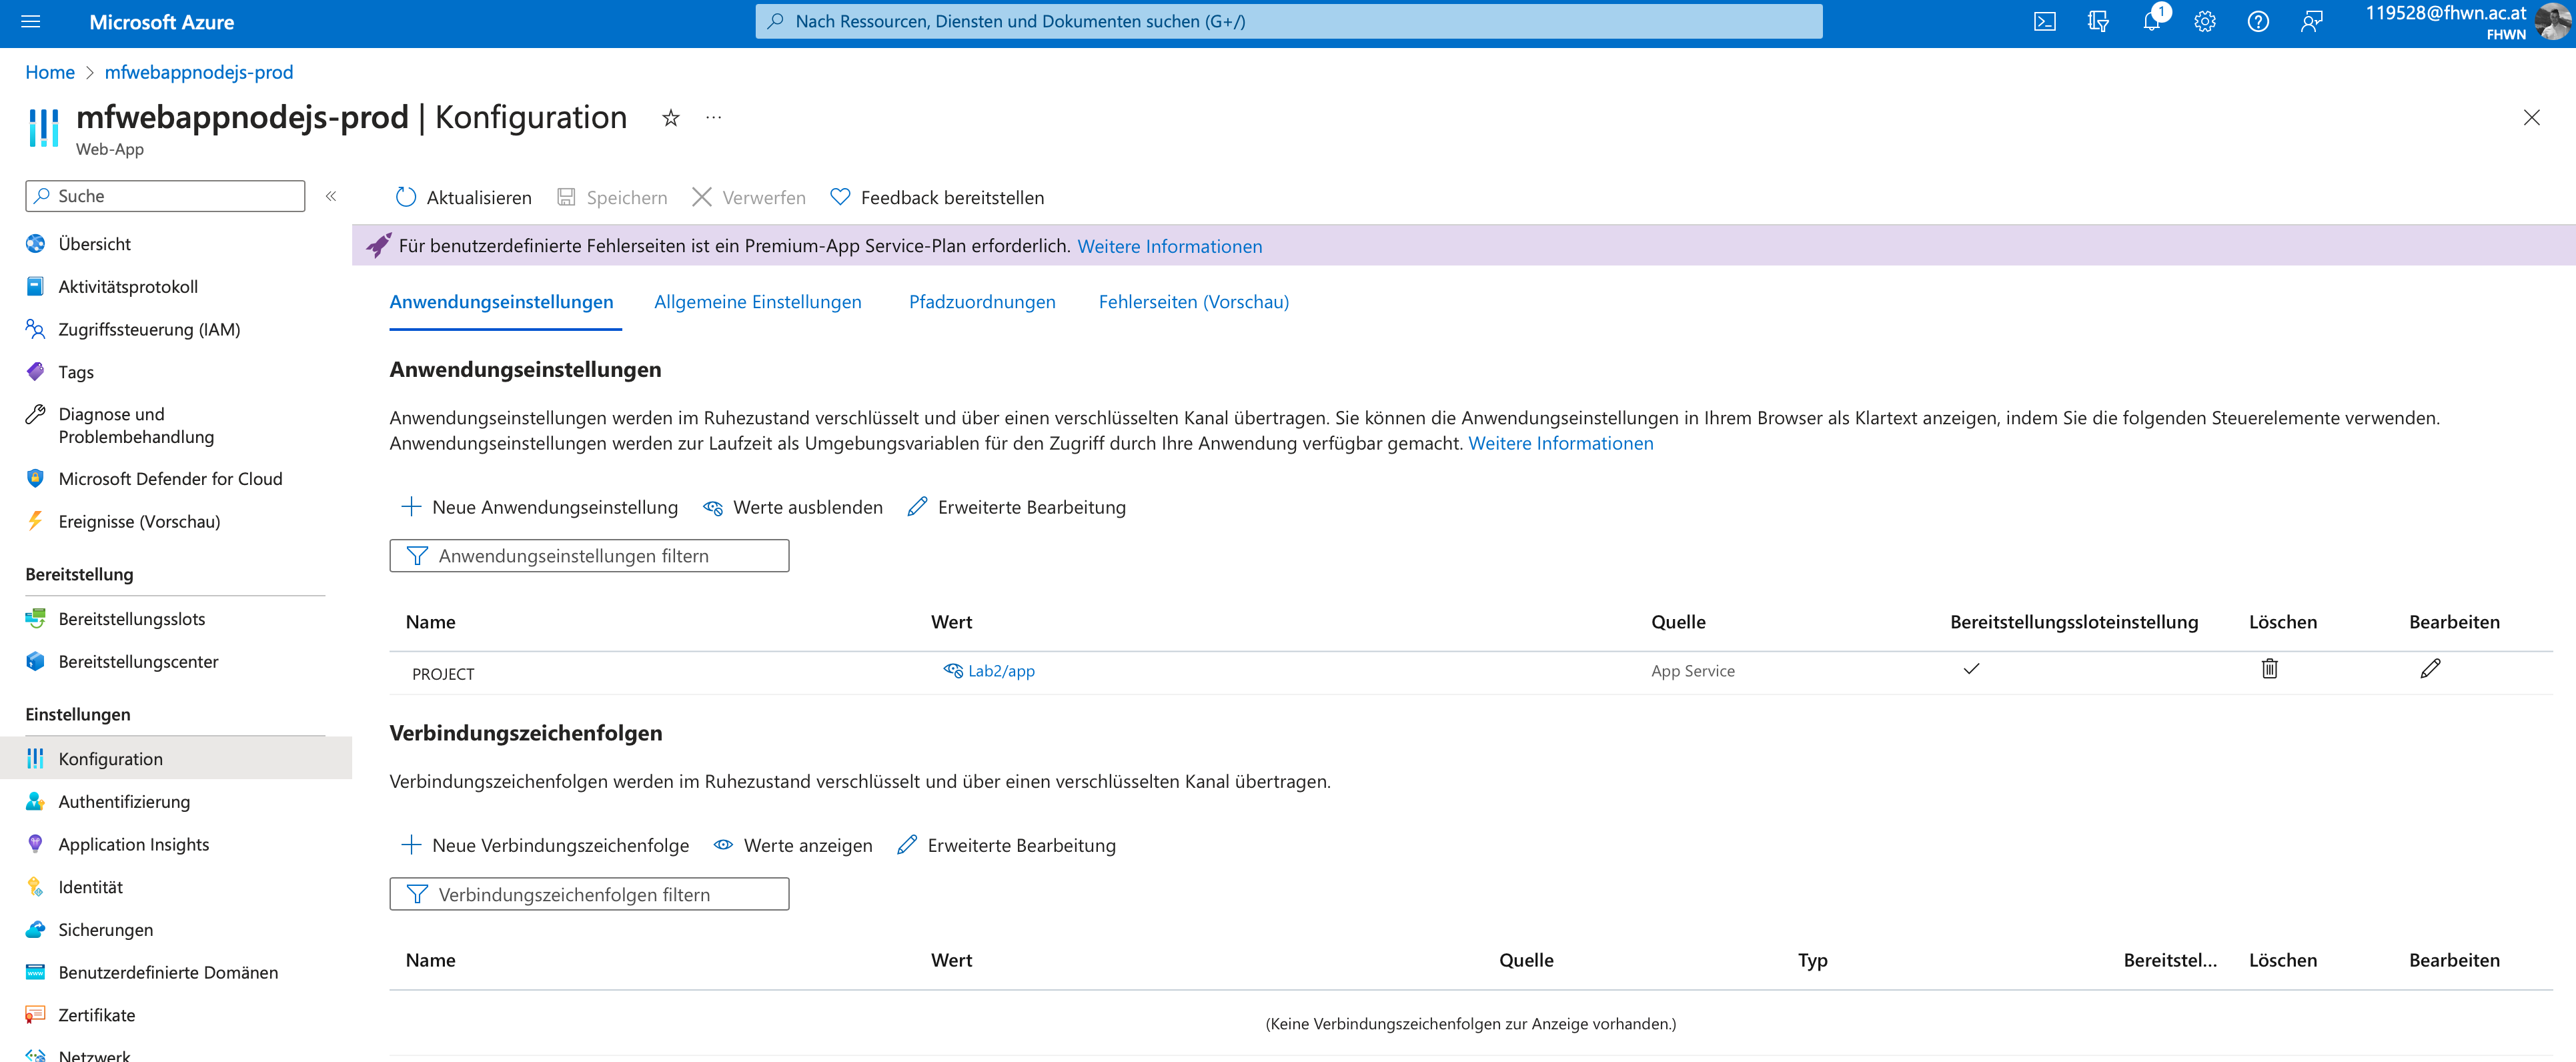 Microsoft Azure
Nach Ressourcen, Diensten und Dokumenten suchen (G+/)
1
119528@fhwn.ac.at
FHWN
Home > mfwebappnodejs-prod
mfwebappnodejs-prod | Konfiguration
Web-App
Suche
Aktualisieren Speichern Verwerfen Feedback bereitstellen
Für benutzerdefinierte Fehlerseiten ist ein Premium-App Service-Plan erforderlich. Weitere Informationen
Übersicht
Aktivitätsprotokoll
Zugriffssteuerung (IAM)
Tags
Diagnose und
Problembehandlung
Microsoft Defender for Cloud
Ereignisse (Vorschau)
Bereitstellung
Bereitstellungsslots
Bereitstellungscenter
Einstellungen
Konfiguration
Authentifizierung
Application Insights
Identität
Sicherungen
Benutzerdefinierte Domänen
Zertifikate
Netzwerk
Anwendungseinstellungen Allgemeine Einstellungen Pfadzuordnungen Fehlerseiten (Vorschau)
Anwendungseinstellungen
Anwendungseinstellungen werden im Ruhezustand verschlüsselt und über einen verschlüsselten Kanal übertragen. Sie können die Anwendungseinstellungen in Ihrem Browser als Klartext anzeigen, indem Sie die folgenden Steuerelemente verwenden.
Anwendungseinstellungen werden zur Laufzeit als Umgebungsvariablen für den Zugriff durch Ihre Anwendung verfügbar gemacht. Weitere Informationen
Neue Anwendungseinstellung Werte ausblenden Erweiterte Bearbeitung
Anwendungseinstellungen filtern
Name Wert Quelle Bereitstellungssloteinstellung Löschen Bearbeiten
PROJECT Lab2/app App Service
Verbindungszeichenfolgen
Verbindungszeichenfolgen werden im Ruhezustand verschlüsselt und über einen verschlüsselten Kanal übertragen.
Neue Verbindungszeichenfolge Werte anzeigen Erweiterte Bearbeitung
Verbindungszeichenfolgen filtern
Name Wert Quelle Typ Bereitstel... Löschen Bearbeiten
(Keine Verbindungszeichenfolgen zur Anzeige vorhanden.)